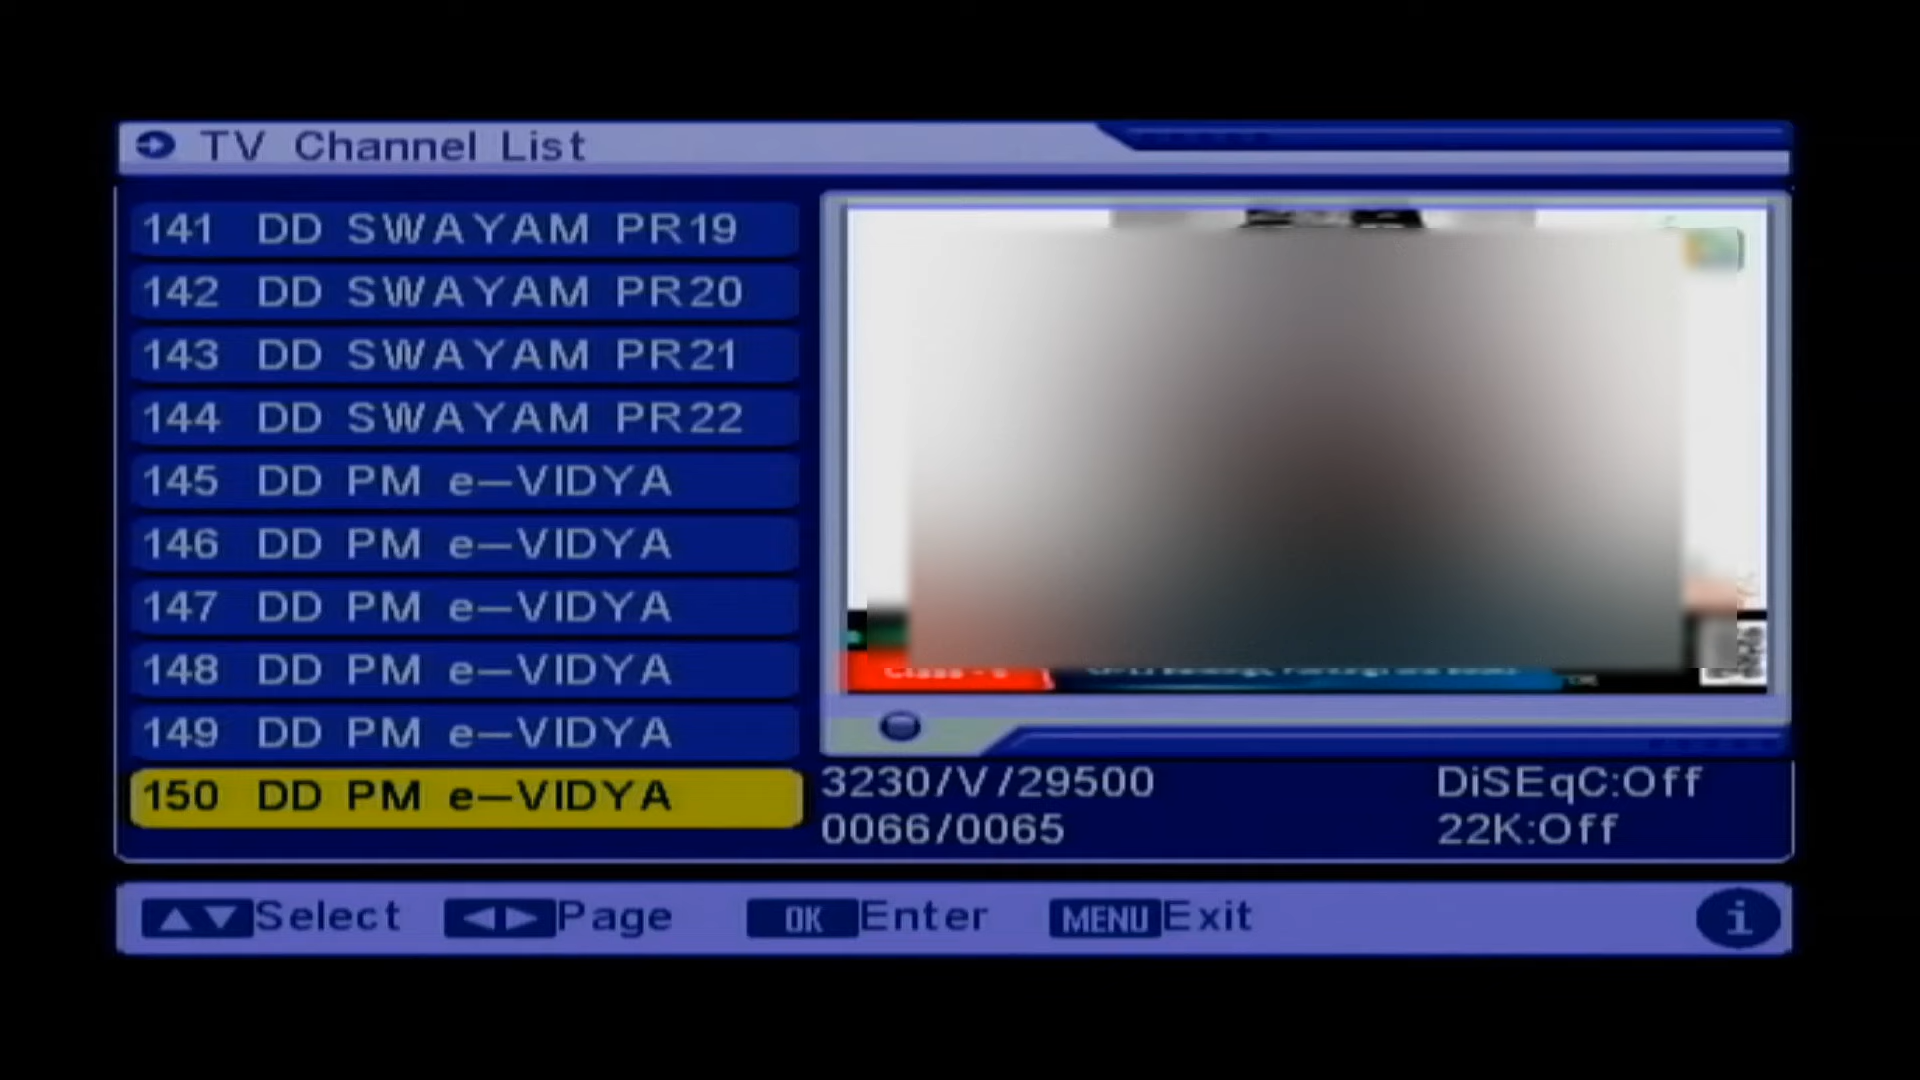 TV Channel List
141 DD SWAYAM PR19
142 DD SWAYAM PR20
143 DD SWAYAM PR21
144 DD SWAYAM PR22
145 DD PM e–VIDYA
146 DD PM e–VIDYA
147 DD PM e–VIDYA
148 DD PM e–VIDYA
149 DD PM e–VIDYA
150 DD PM e–VIDYA
3230/V/29500
DiSEqC:Off
0066/0065
22K:Off
Select
Page
OK Enter
MENU Exit
i